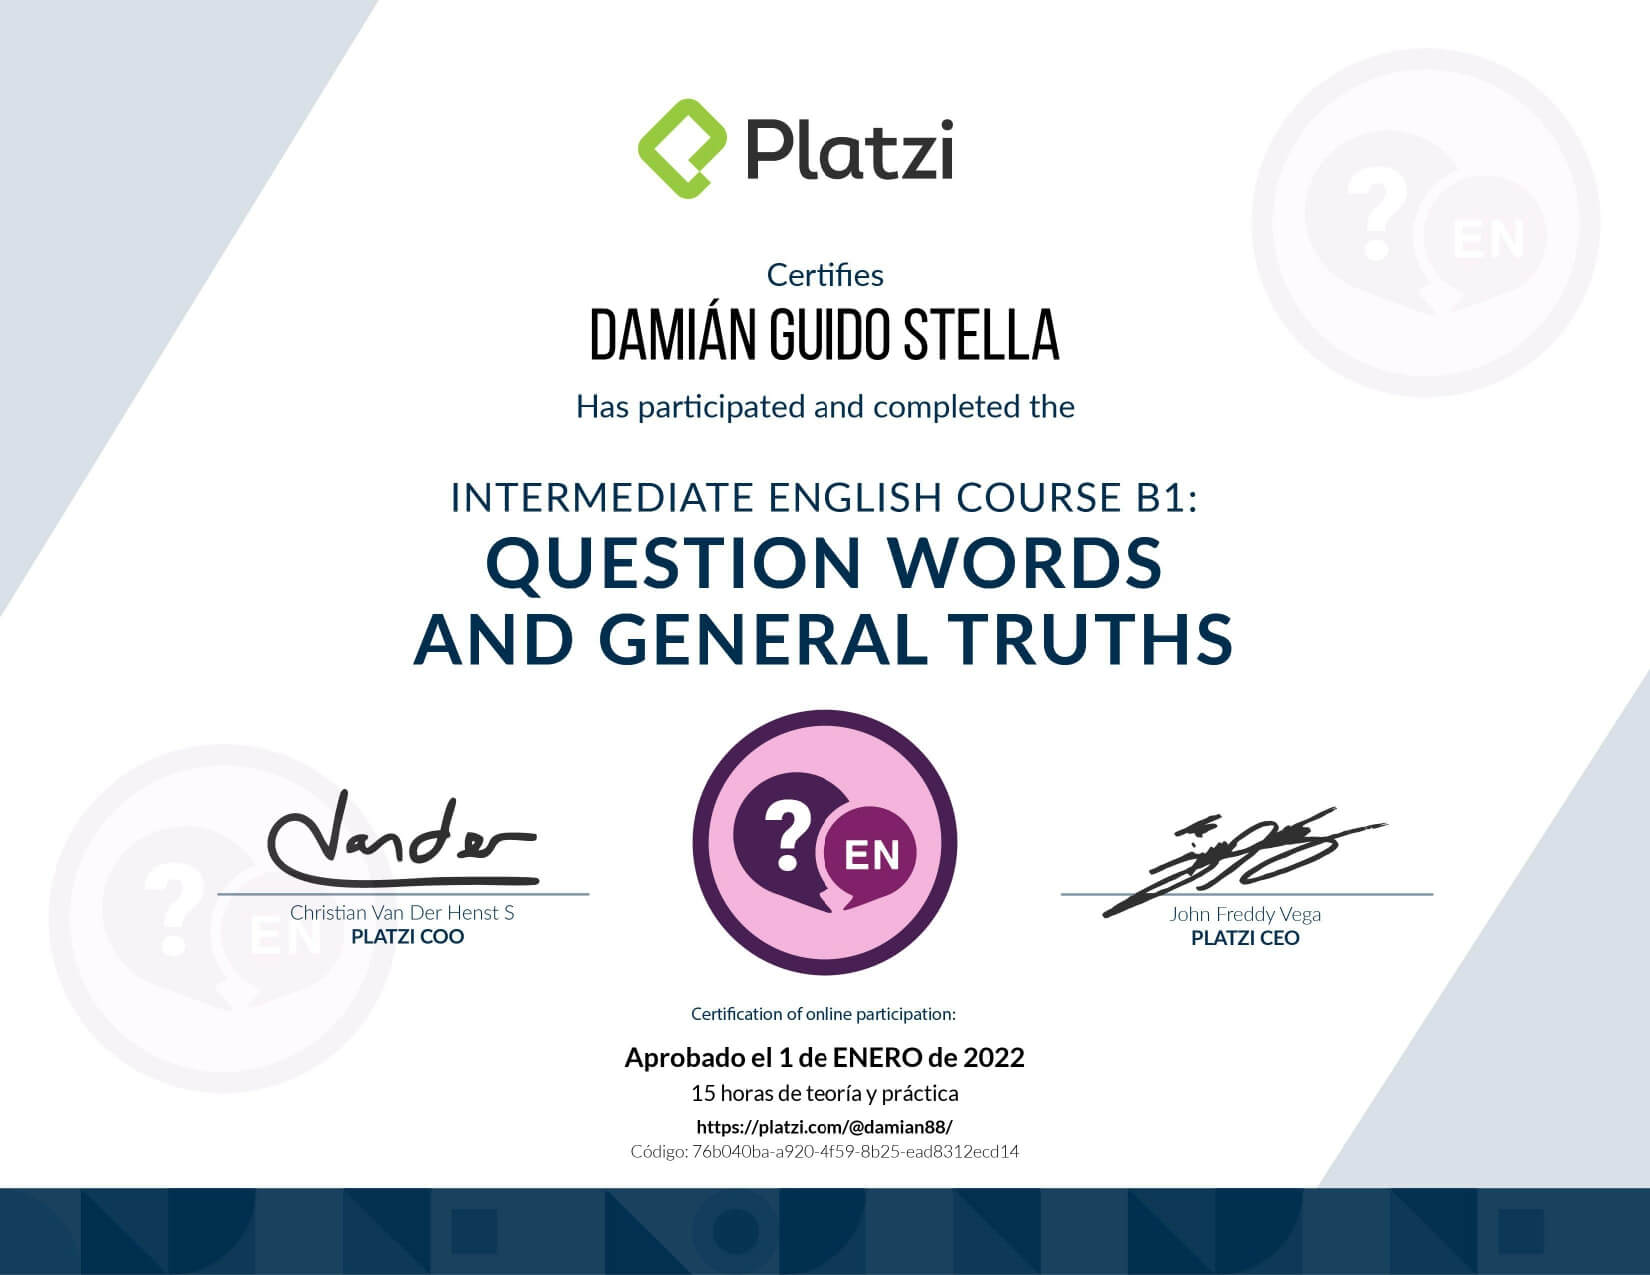 Platzi
? EN
Certifies
DAMIÁN GUIDO STELLA
Has participated and completed the
INTERMEDIATE ENGLISH COURSE B1:
QUESTION WORDS
AND GENERAL TRUTHS
Vander
? EN
Christian Van Der Henst S
PLATZI COO
? EN
John Freddy Vega
PLATZI CEO
Certification of online participation:
Aprobado el 1 de ENERO de 2022
15 horas de teoría y práctica
https://platzi.com/@damian88/
Código: 76b040ba-a920-4f59-8b25-ead8312ecd14